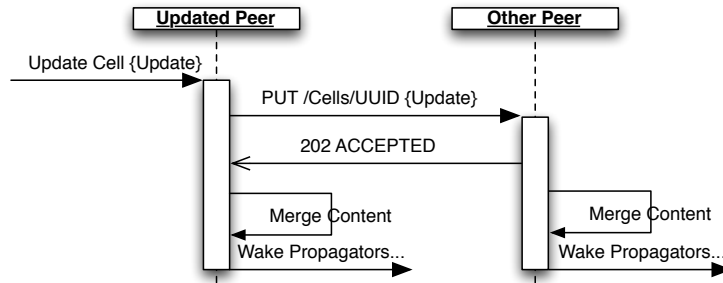 Updated Peer
Other Peer
Update Cell {Update}
PUT /Cells/UUID {Update}
202 ACCEPTED
Merge Content
Merge Content
Wake Propagators...
Wake Propagators...